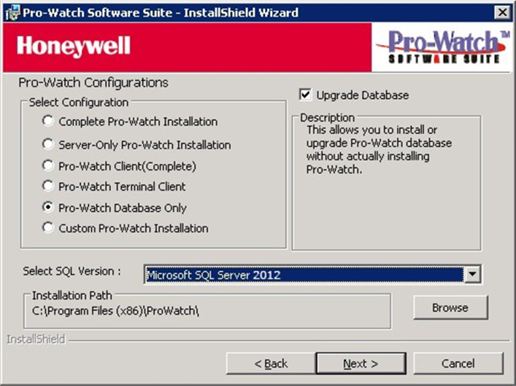 Pro-Watch Software Suite - InstallShield Wizard
Honeywell
Pro-Watch™
SOFTWARE SUITE
Pro-Watch Configurations
Select Configuration
Complete Pro-Watch Installation
Server-Only Pro-Watch Installation
Pro-Watch Client(Complete)
Pro-Watch Terminal Client
Pro-Watch Database Only
Custom Pro-Watch Installation
Upgrade Database
Description
This allows you to install or
upgrade Pro-Watch database
without actually installing
Pro-Watch.
Select SQL Version :
Microsoft SQL Server 2012
Installation Path
C:\Program Files (x86)\ProWatch\
Browse
InstallShield
< Back
Next >
Cancel